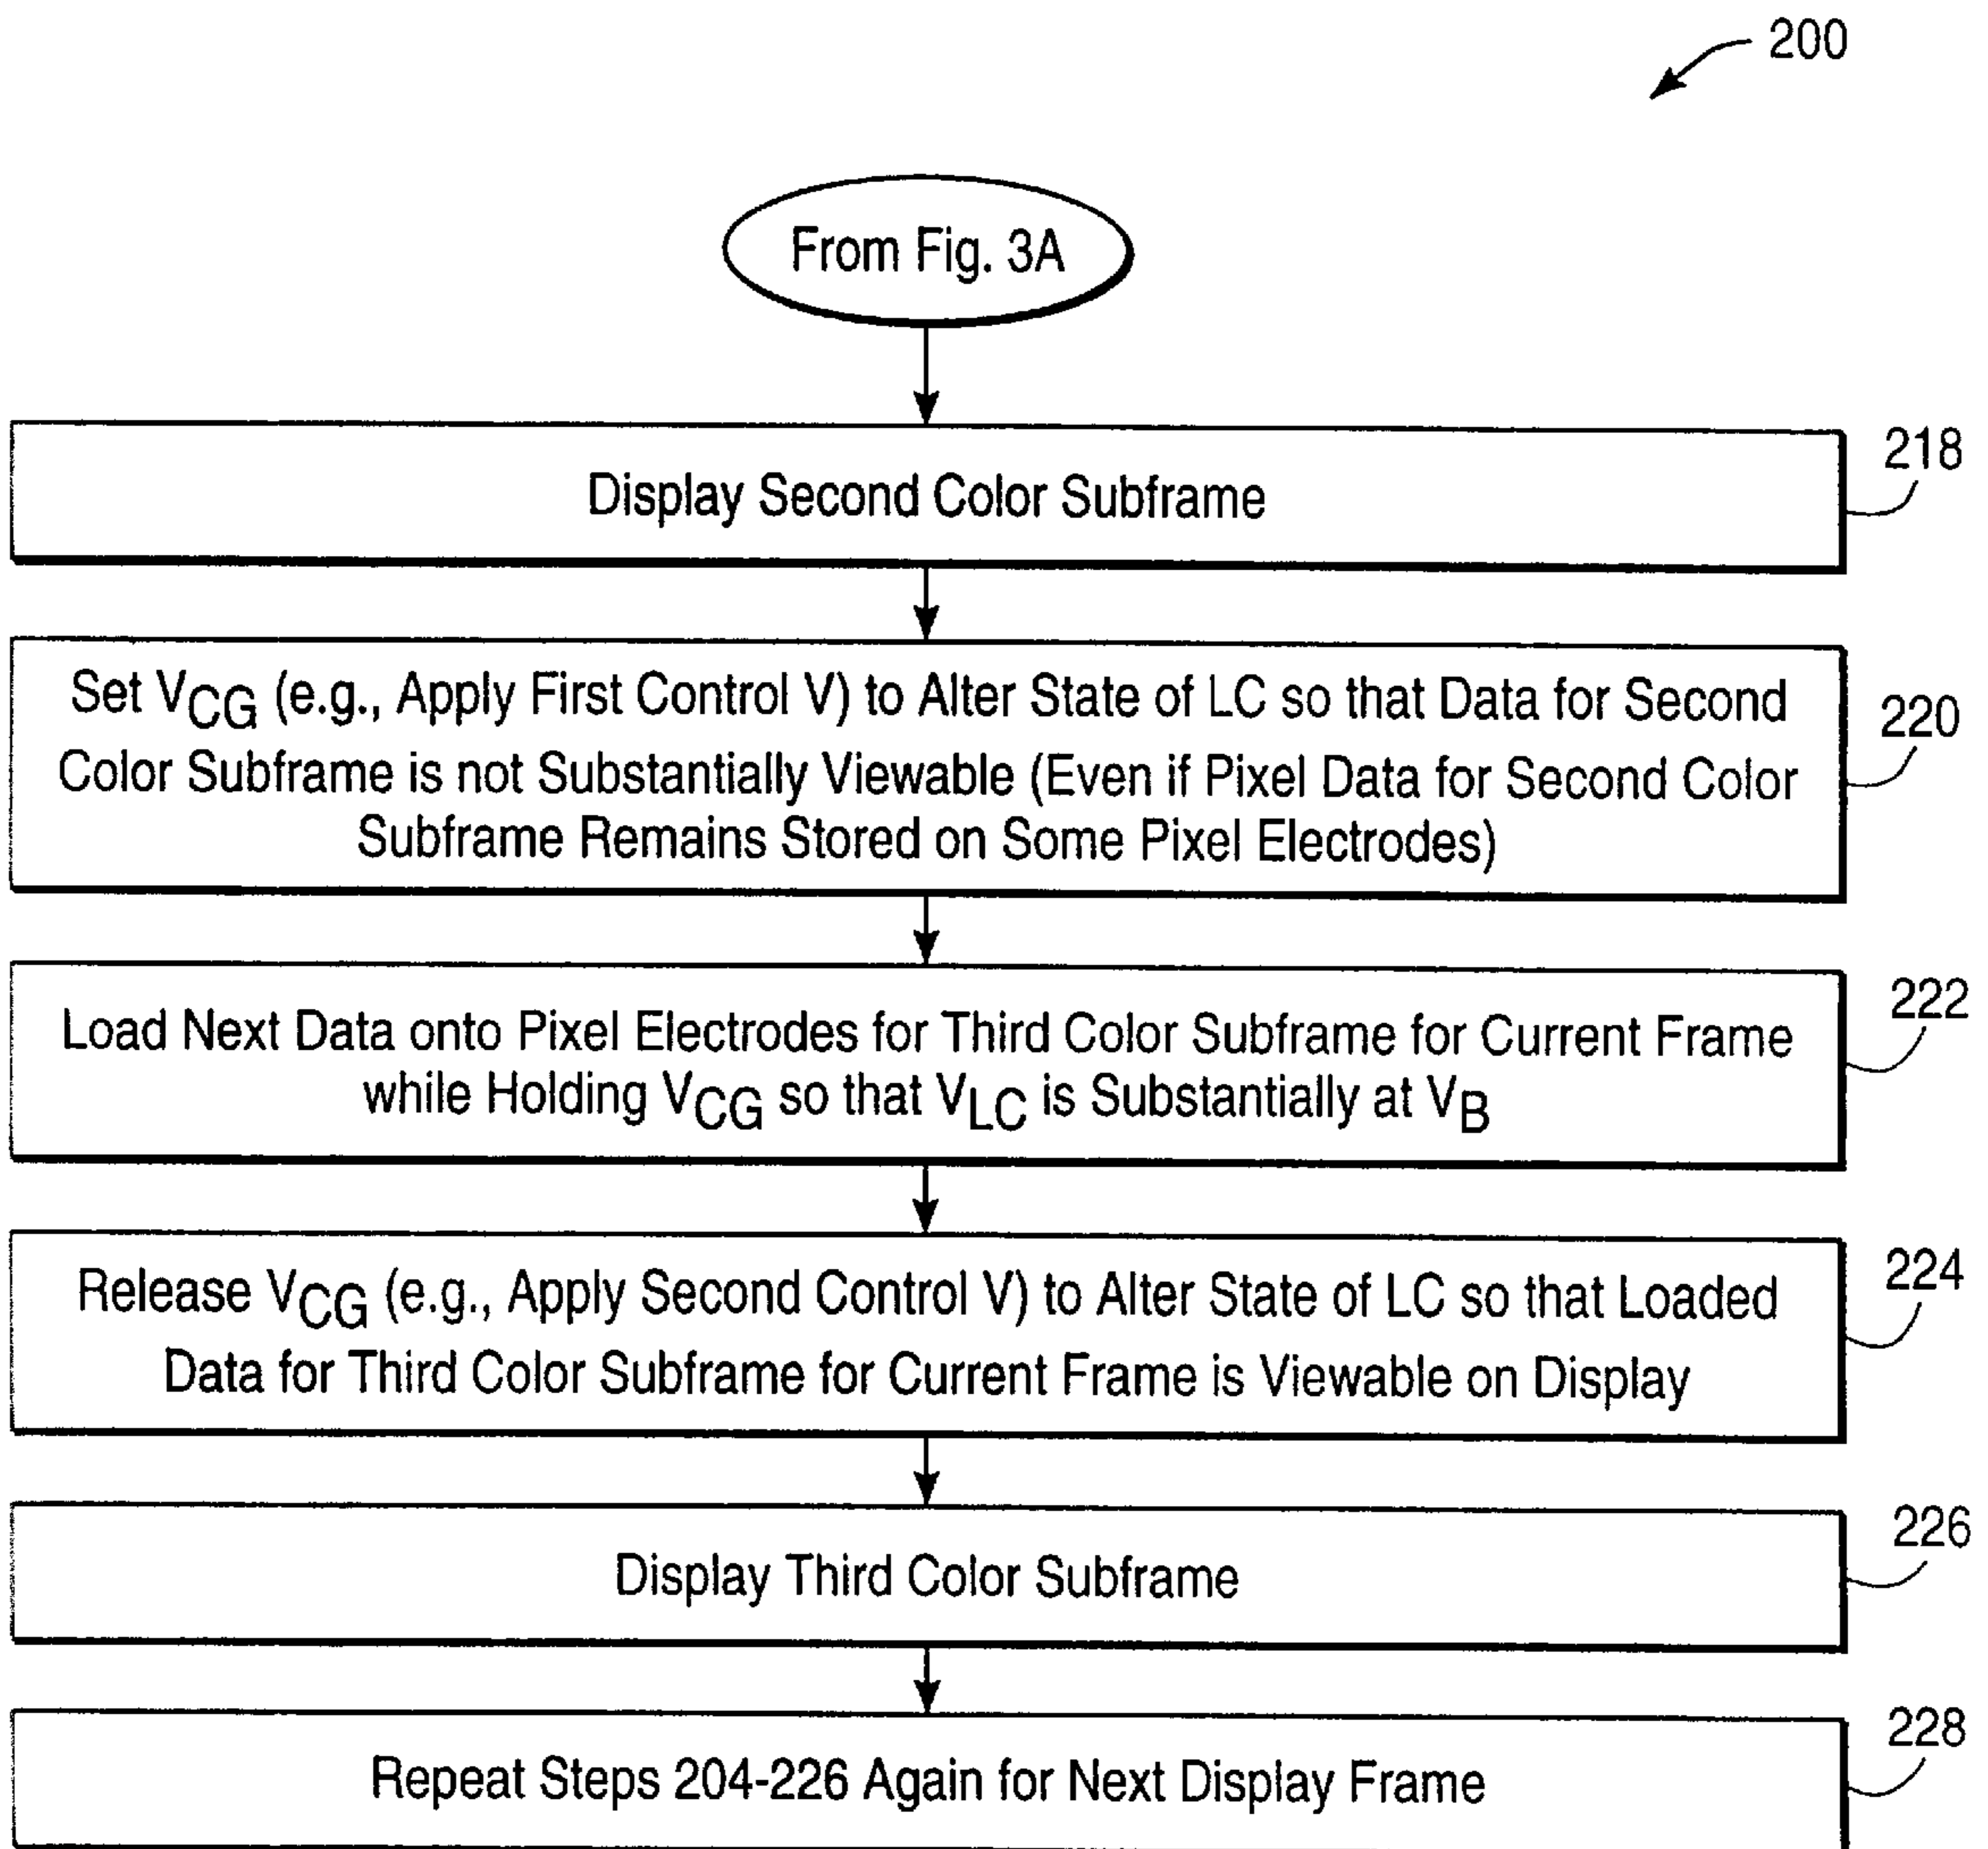 200
From Fig. 3A
Display Second Color Subframe
218
Set VCG (e.g., Apply First Control V) to Alter State of LC so that Data for Second
Color Subframe is not Substantially Viewable (Even if Pixel Data for Second Color
Subframe Remains Stored on Some Pixel Electrodes)
220
Load Next Data onto Pixel Electrodes for Third Color Subframe for Current Frame
while Holding VCG so that VLC is Substantially at VB
222
Release VCG (e.g., Apply Second Control V) to Alter State of LC so that Loaded
Data for Third Color Subframe for Current Frame is Viewable on Display
224
Display Third Color Subframe
226
Repeat Steps 204-226 Again for Next Display Frame
228